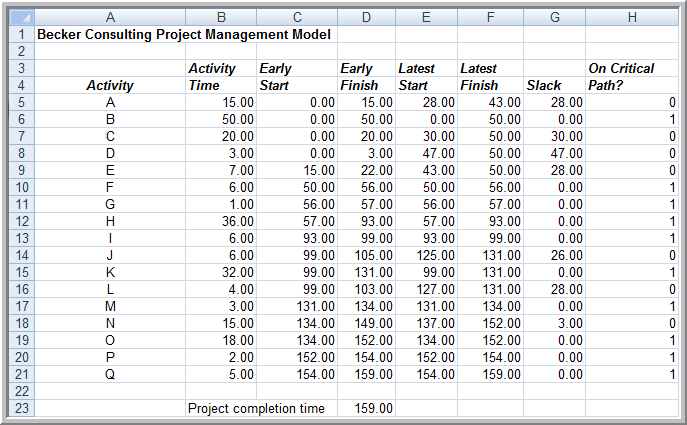 A B C D E F G H
1 Becker Consulting Project Management Model
2
3 Activity Early Early Latest Latest On Critical
4 Activity Time Start Finish Start Finish Slack Path?
5 A 15.00 0.00 15.00 28.00 43.00 28.00 0
6 B 50.00 0.00 50.00 0.00 50.00 0.00 1
7 C 20.00 0.00 20.00 30.00 50.00 30.00 0
8 D 3.00 0.00 3.00 47.00 50.00 47.00 0
9 E 7.00 15.00 22.00 43.00 50.00 28.00 0
10 F 6.00 50.00 56.00 50.00 56.00 0.00 1
11 G 1.00 56.00 57.00 56.00 57.00 0.00 1
12 H 36.00 57.00 93.00 57.00 93.00 0.00 1
13 I 6.00 93.00 99.00 93.00 99.00 0.00 1
14 J 6.00 99.00 105.00 125.00 131.00 26.00 0
15 K 32.00 99.00 131.00 99.00 131.00 0.00 1
16 L 4.00 99.00 103.00 127.00 131.00 28.00 0
17 M 3.00 131.00 134.00 131.00 134.00 0.00 1
18 N 15.00 134.00 149.00 137.00 152.00 3.00 0
19 O 18.00 134.00 152.00 134.00 152.00 0.00 1
20 P 2.00 152.00 154.00 152.00 154.00 0.00 1
21 Q 5.00 154.00 159.00 154.00 159.00 0.00 1
22
23 Project completion time 159.00